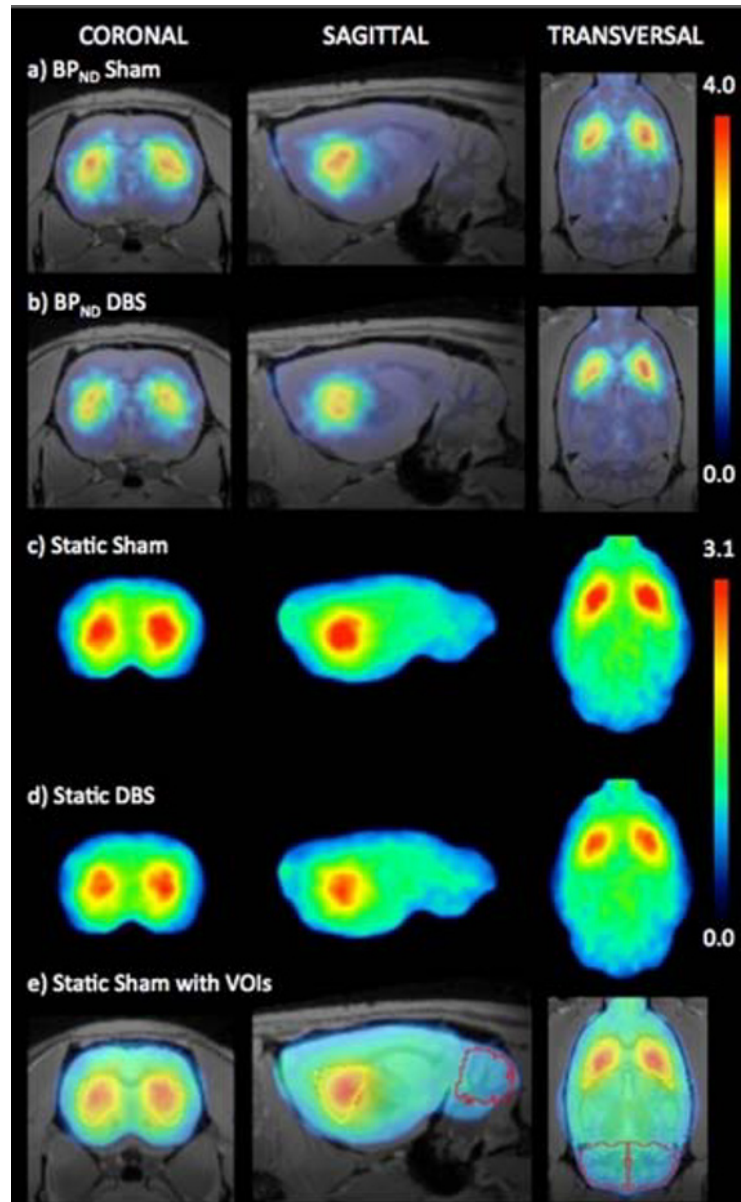 CORONAL SAGITTAL TRANSVERSAL
a) BPND Sham
4.0
b) BPND DBS
0.0
c) Static Sham
3.1
d) Static DBS
0.0
e) Static Sham with VOIs